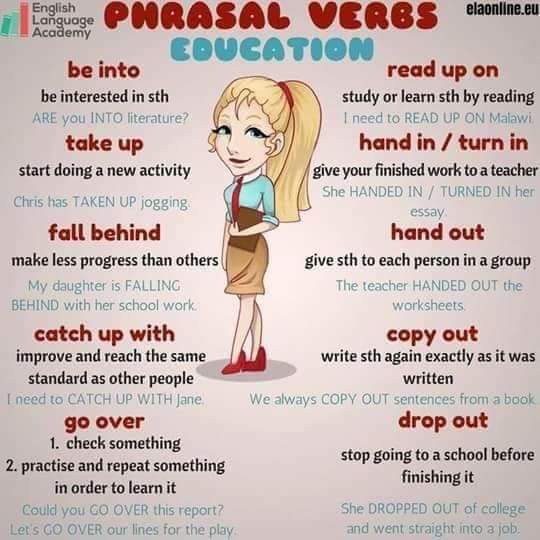 English
Language
Academy
PHRASAL VERBS
elaonline.eu
EDUCATION
be into
be interested in sth
ARE you INTO literature?
take up
start doing a new activity
Chris has TAKEN UP jogging.
fall behind
make less progress than others
My daughter is FALLING
BEHIND with her school work.
catch up with
improve and reach the same
standard as other people
I need to CATCH UP WITH Jane.
go over
1. check something
2. practise and repeat something
in order to learn it
Could you GO OVER this report?
Let's GO OVER our lines for the play.
read up on
study or learn sth by reading
I need to READ UP ON Malawi.
hand in / turn in
give your finished work to a teacher
She HANDED IN / TURNED IN her
essay.
hand out
give sth to each person in a group
The teacher HANDED OUT the
worksheets.
copy out
write sth again exactly as it was
written
We always COPY OUT sentences from a book.
drop out
stop going to a school before
finishing it
She DROPPED OUT of college
and went straight into a job.